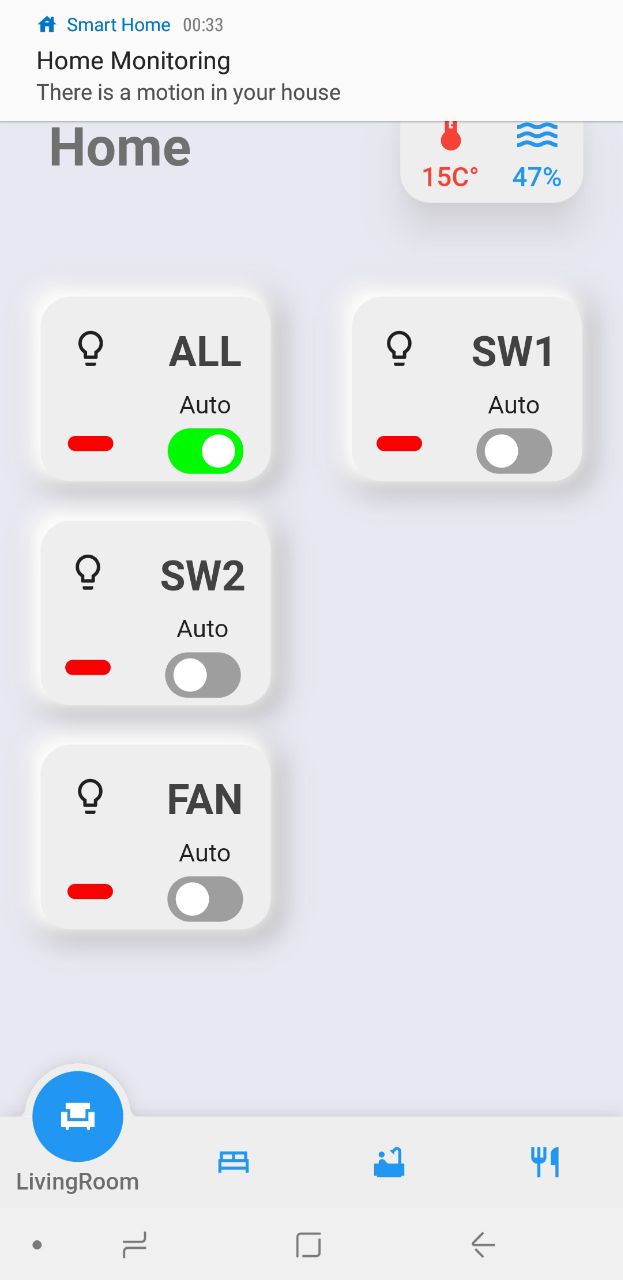 Smart Home 00:33
Home Monitoring
There is a motion in your house
Home
15C° 47%
ALL
Auto
SW1
Auto
SW2
Auto
FAN
Auto
LivingRoom